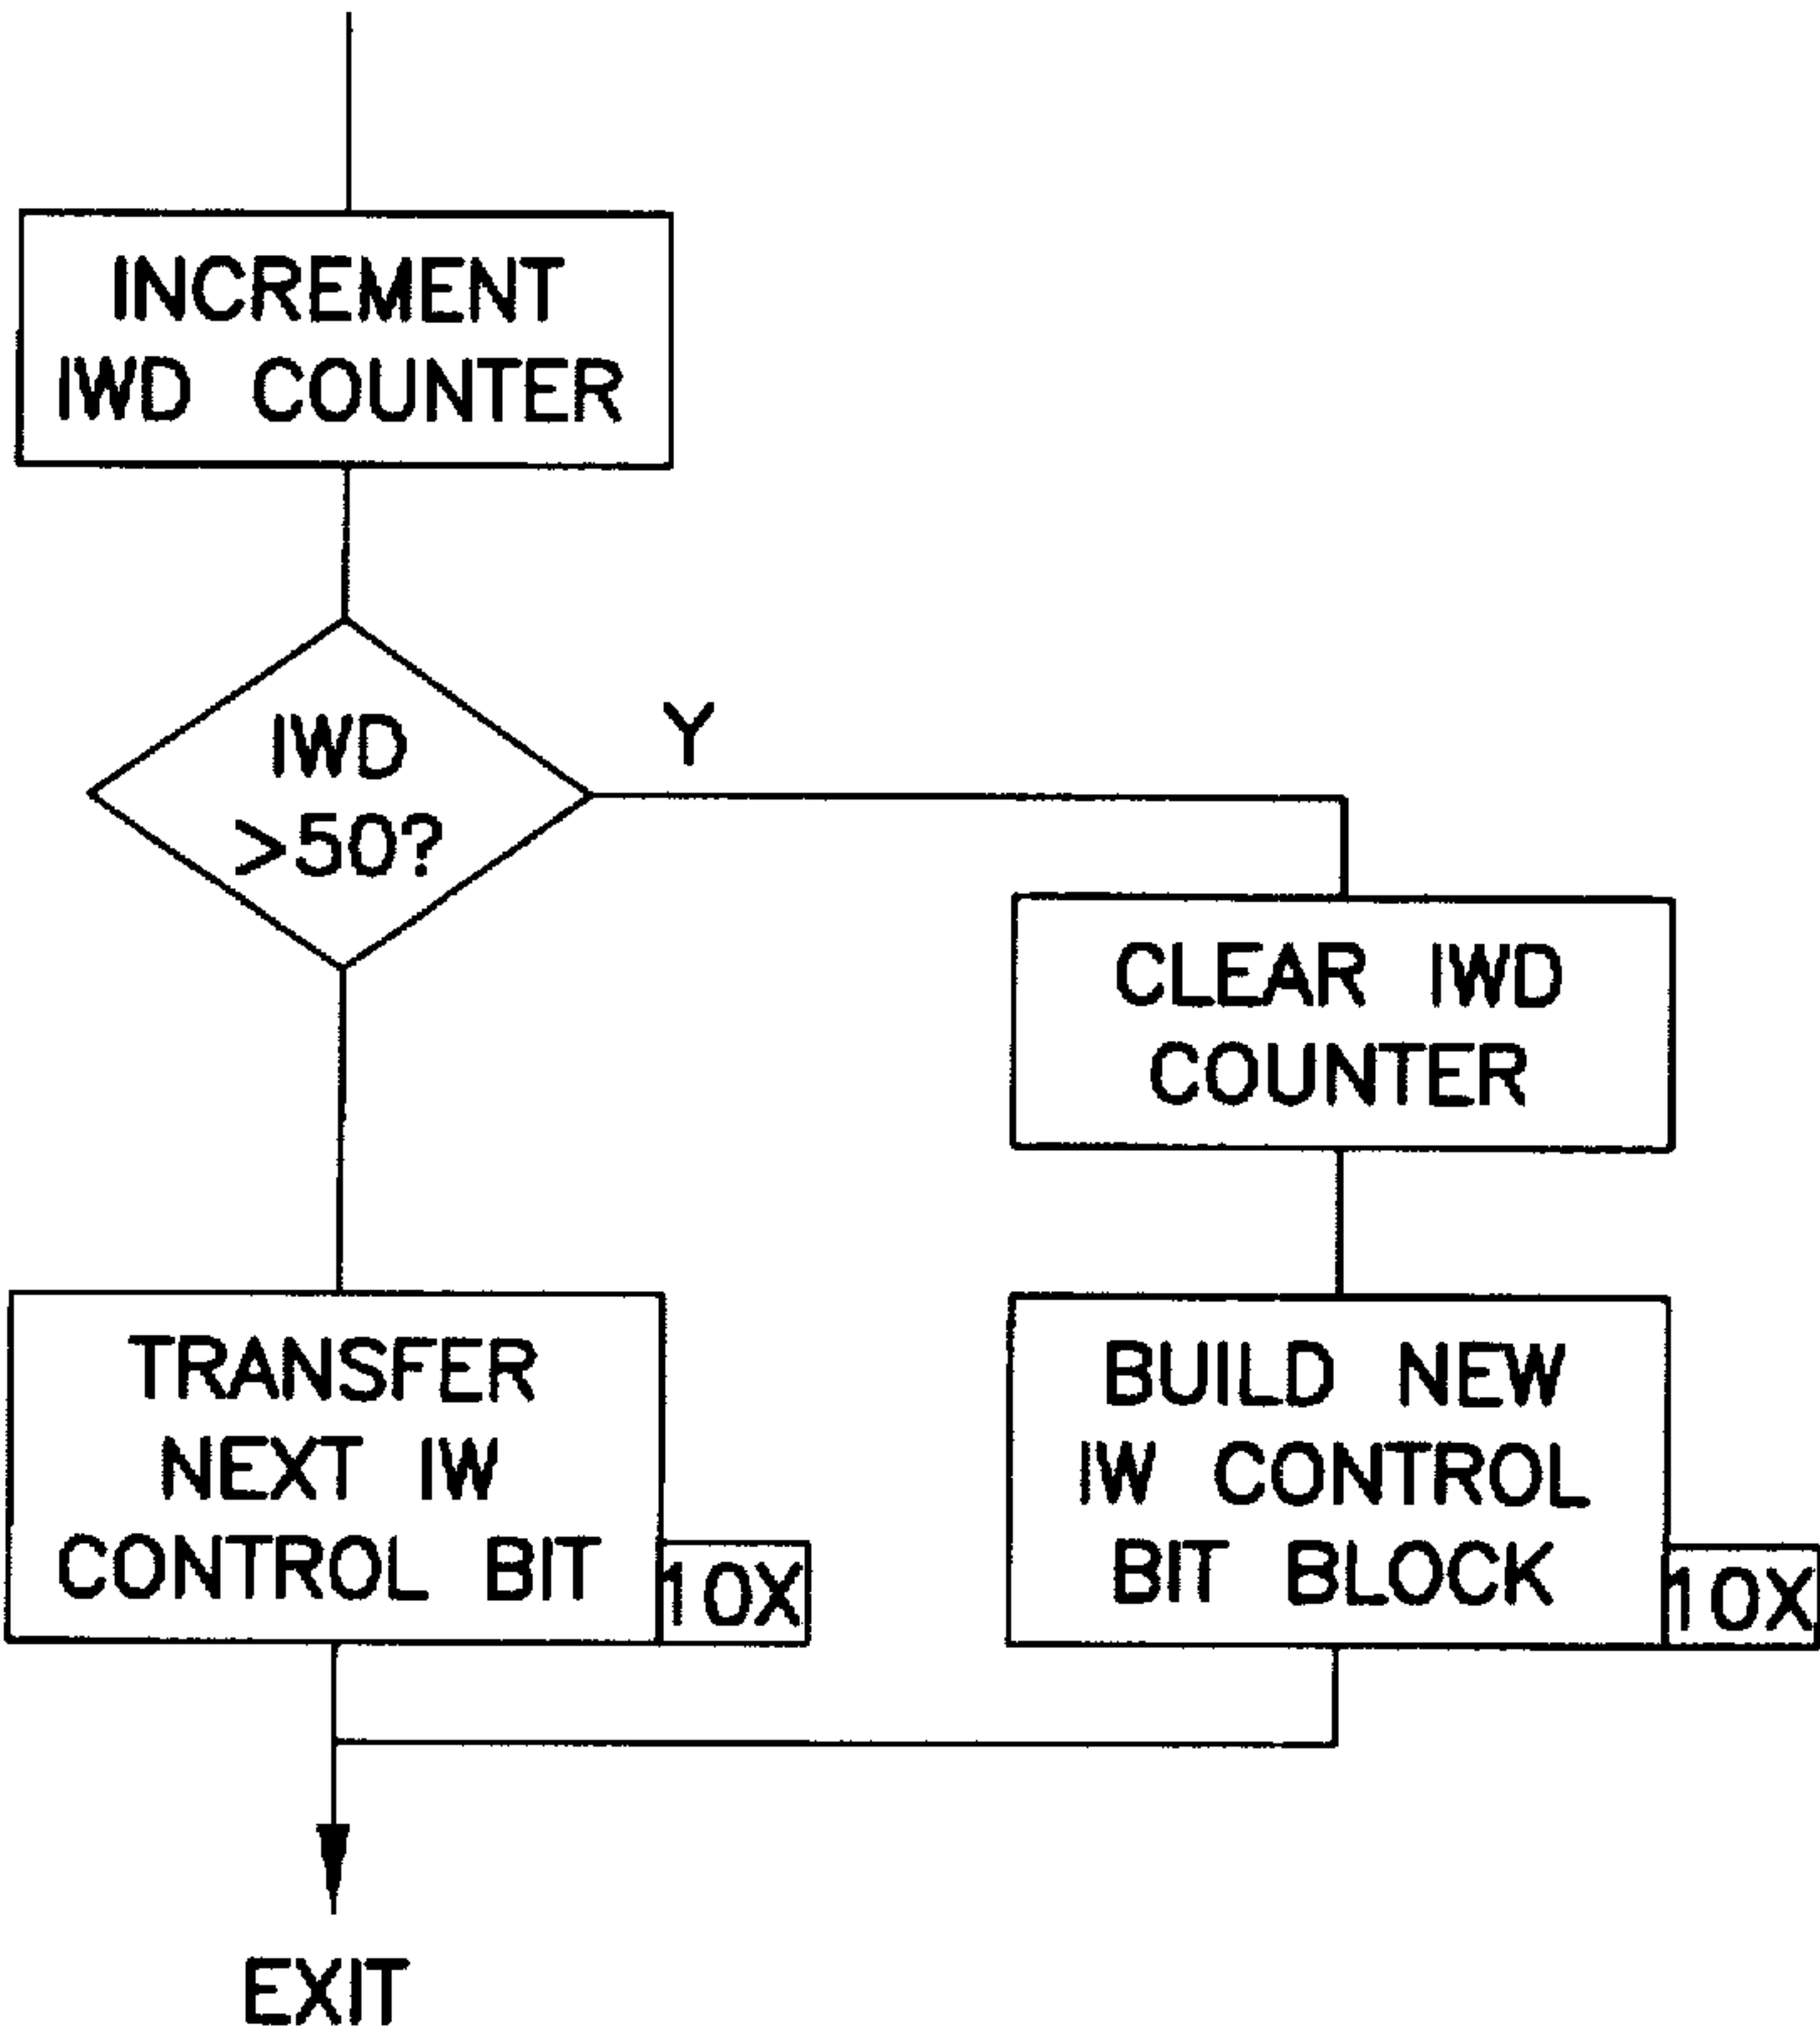 INCREMENT
IWD COUNTER
IWD
>50?
Y
CLEAR IWD
COUNTER
TRANSFER
NEXT IW
CONTROL BIT
10X
BUILD NEW
IW CONTROL
BIT BLOCK
10X
EXIT